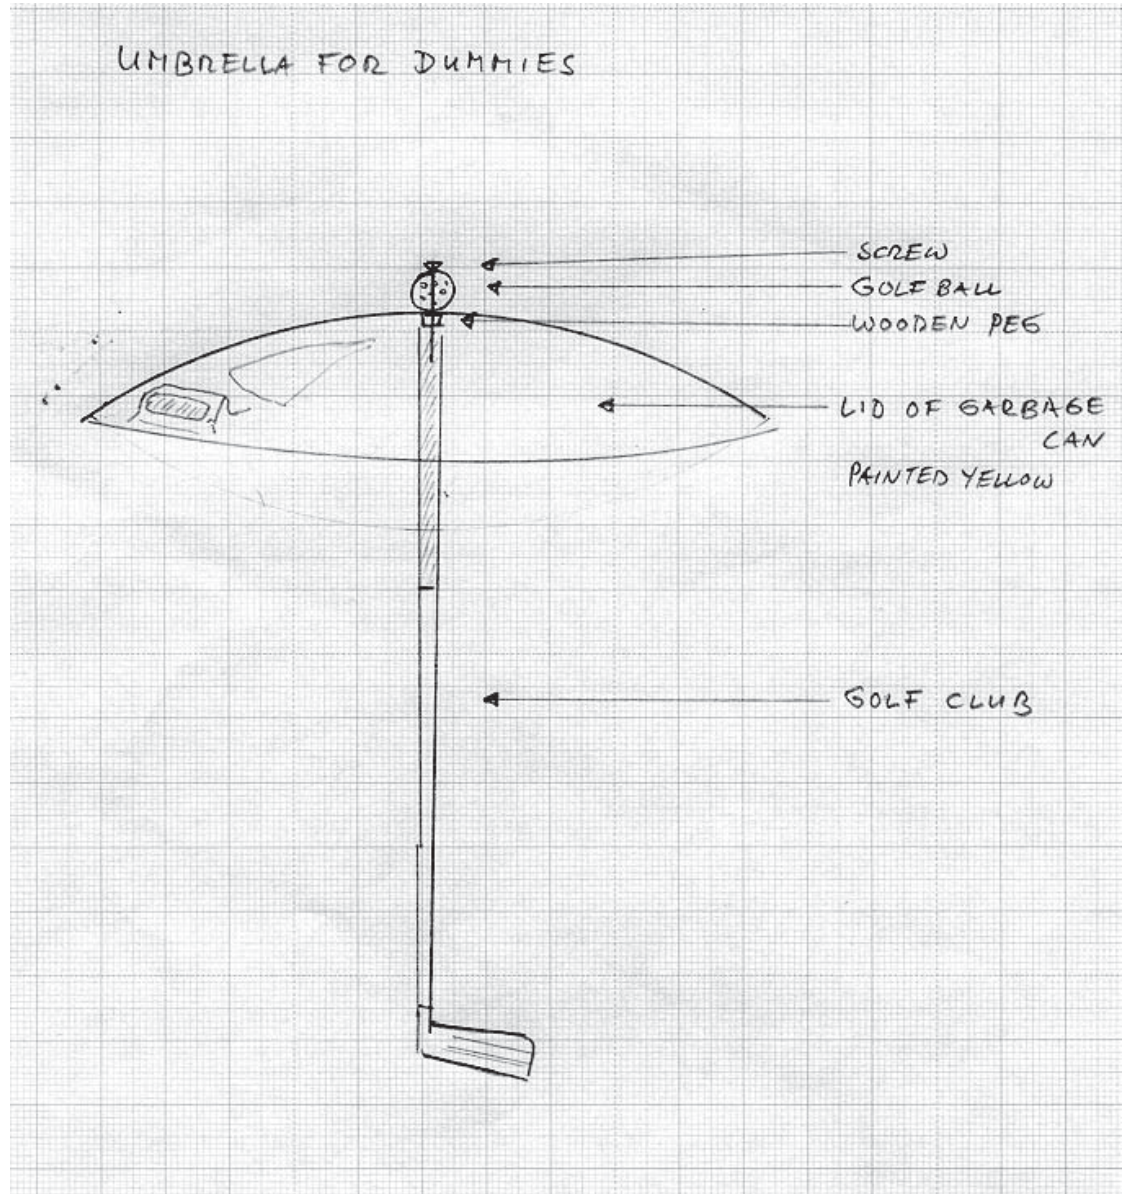 UMBRELLA FOR DUMMIES
SCREW
GOLF BALL
WOODEN PEG
LID OF GARBAGE
CAN
PAINTED YELLOW
GOLF CLUB